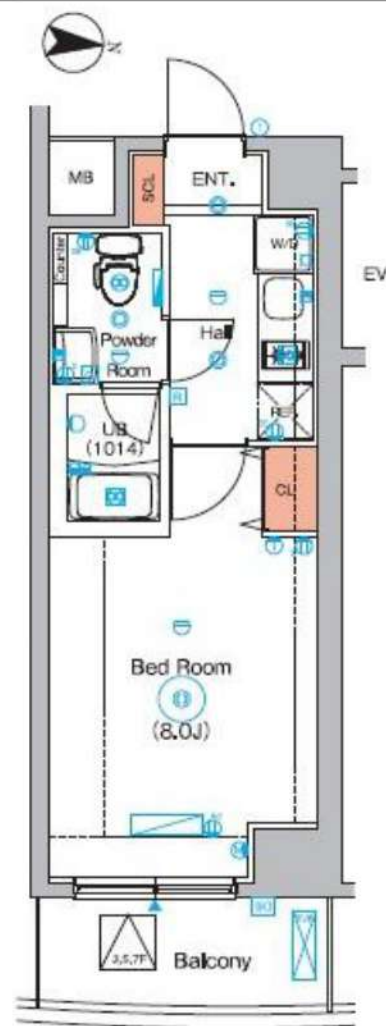 N
MB
SCL
ENT.
W/D
EV
Counter
Powder
Room
Hall
R
REF.
UB
(1014)
CL
Bed Room
(8.0J)
M
3,5,7F
Balcony